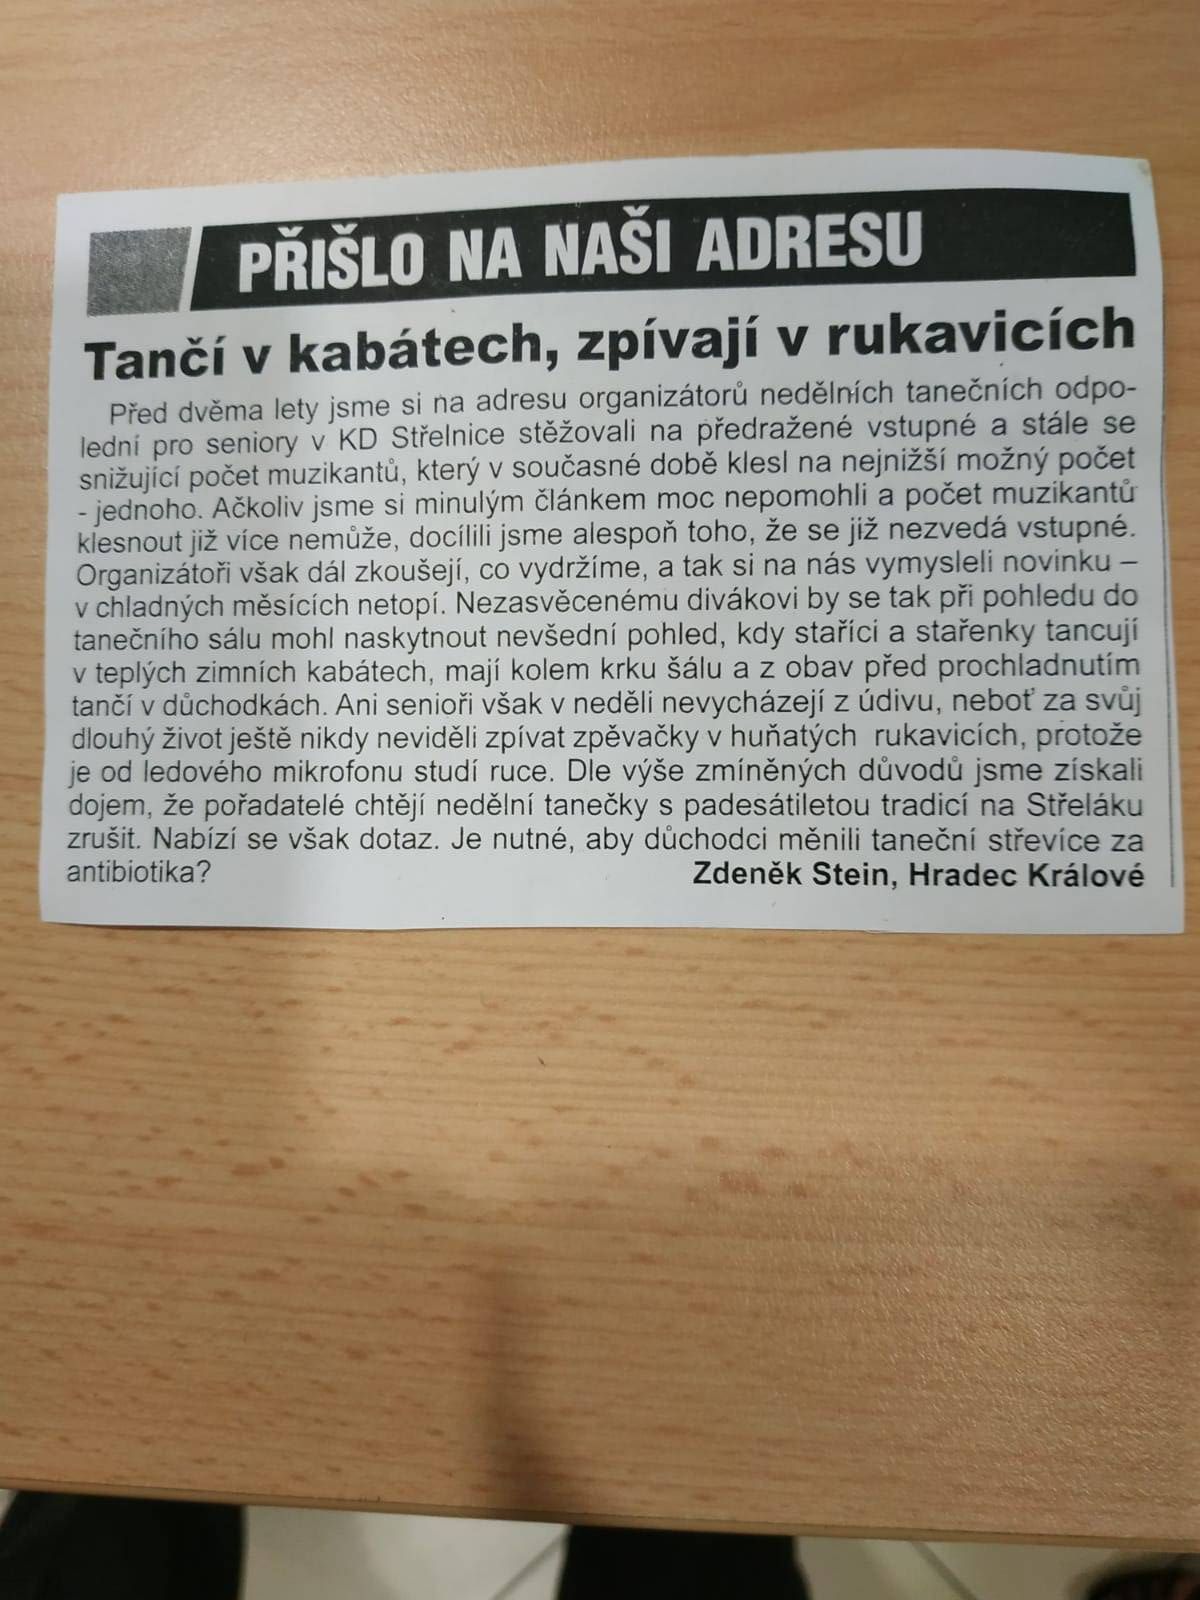 PŘIŠLO NA NAŠI ADRESU
Tančí v kabátech, zpívají v rukavicích
Před dvěma lety jsme si na adresu organizátorů nedělních tanečních odpo-
lední pro seniory v KD Střelnice stěžovali na předražené vstupné a stále se
snižující počet muzikantů, který v současné době klesl na nejnižší možný počet
- jednoho. Ačkoliv jsme si minulým článkem moc nepomohli a počet muzikantů
klesnout již více nemůže, docílili jsme alespoň toho, že se již nezvedá vstupné.
Organizátoři však dál zkoušejí, co vydržíme, a tak si na nás vymysleli novinku –
v chladných měsících netopí. Nezasvěcenému divákovi by se tak při pohledu do
tanečního sálu mohl naskytnout nevšední pohled, kdy staříci a stařenky tancují
v teplých zimních kabátech, mají kolem krku šálu a z obav před prochladnutím
tančí v důchodkách. Ani senioři však v neděli nevycházejí z údivu, neboť za svůj
dlouhý život ještě nikdy neviděli zpívat zpěvačky v huňatých rukavicích, protože
je od ledového mikrofonu studí ruce. Dle výše zmíněných důvodů jsme získali
dojem, že pořadatelé chtějí nedělní tanečky s padesátiletou tradicí na Střeláku
zrušit. Nabízí se však dotaz. Je nutné, aby důchodci měnili taneční střevíce za
antibiotika? Zdeněk Stein, Hradec Králové